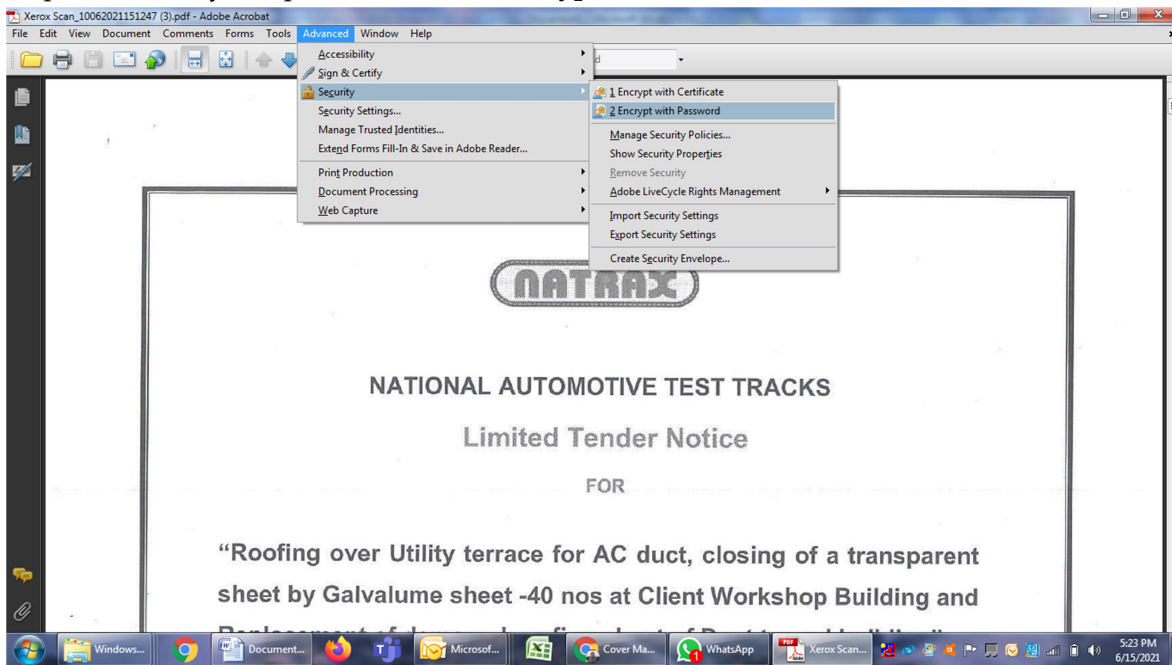 Xerox Scan_10062021151247 (3).pdf - Adobe Acrobat
File Edit View Document Comments Forms Tools Advanced Window Help
Accessibility
Sign & Certify
Security
Security Settings...
Manage Trusted Identities...
Extend Forms Fill-In & Save in Adobe Reader...
Print Production
Document Processing
Web Capture
1 Encrypt with Certificate
2 Encrypt with Password
Manage Security Policies...
Show Security Properties
Remove Security
Adobe LiveCycle Rights Management
Import Security Settings
Export Security Settings
Create Security Envelope...
NATRAX
NATIONAL AUTOMOTIVE TEST TRACKS
Limited Tender Notice
FOR
“Roofing over Utility terrace for AC duct, closing of a transparent
sheet by Galvalume sheet -40 nos at Client Workshop Building and
Windows... Document... Microsof... Cover Ma... WhatsApp Xerox Scan... 5:23 PM
6/15/2021